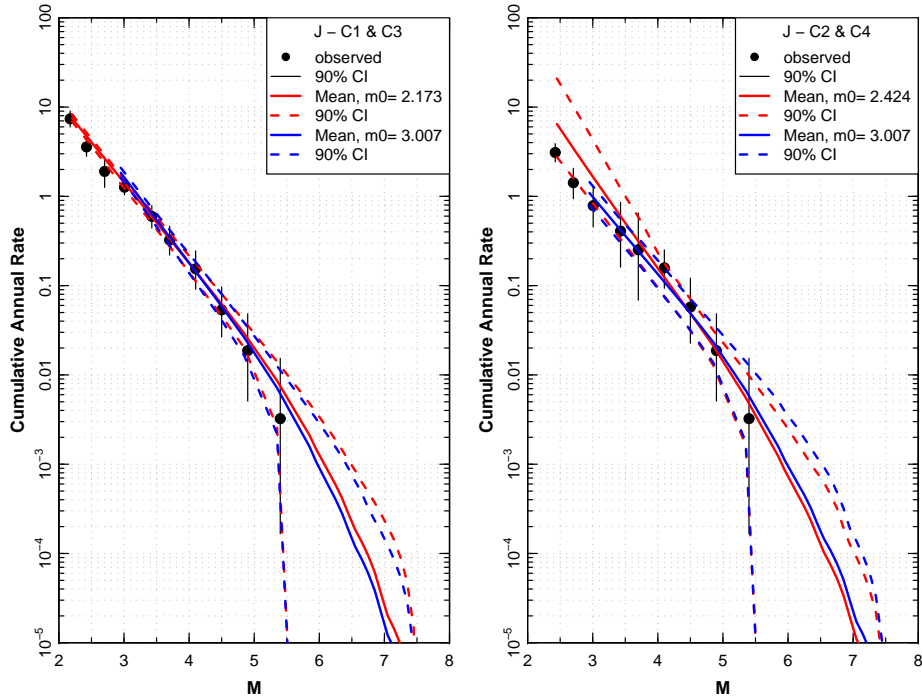 J – C1 & C3
observed
90% CI
Mean, m0= 2.173
90% CI
Mean, m0= 3.007
90% CI
Cumulative Annual Rate
100
10
1
0.1
0.01
10−3
10−4
10−5
2 3 4 5 6 7 8
M
J – C2 & C4
observed
90% CI
Mean, m0= 2.424
90% CI
Mean, m0= 3.007
90% CI
Cumulative Annual Rate
100
10
1
0.1
0.01
10−3
10−4
10−5
2 3 4 5 6 7 8
M